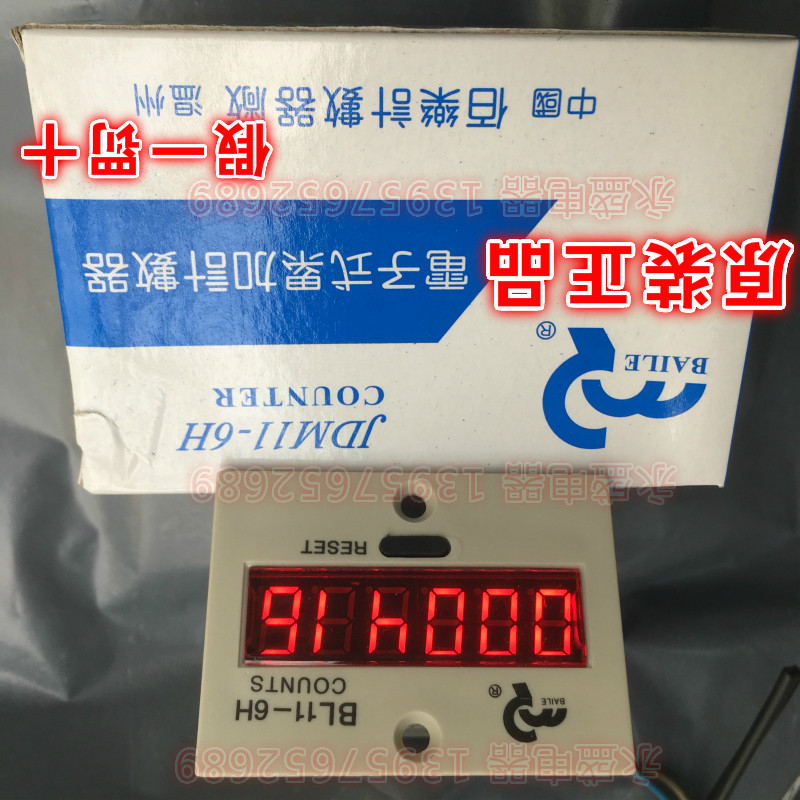 永盛电器 13957652689
BAILE
®
BL11-6H
COUNTS
000416
RESET
永盛电器 13957652689
JDM11-6H
COUNTER
BAILE
®
原装正品
電子式累加計數器
永盛电器 13957652689
假一罚十
中國 佰樂計數器廠 温州